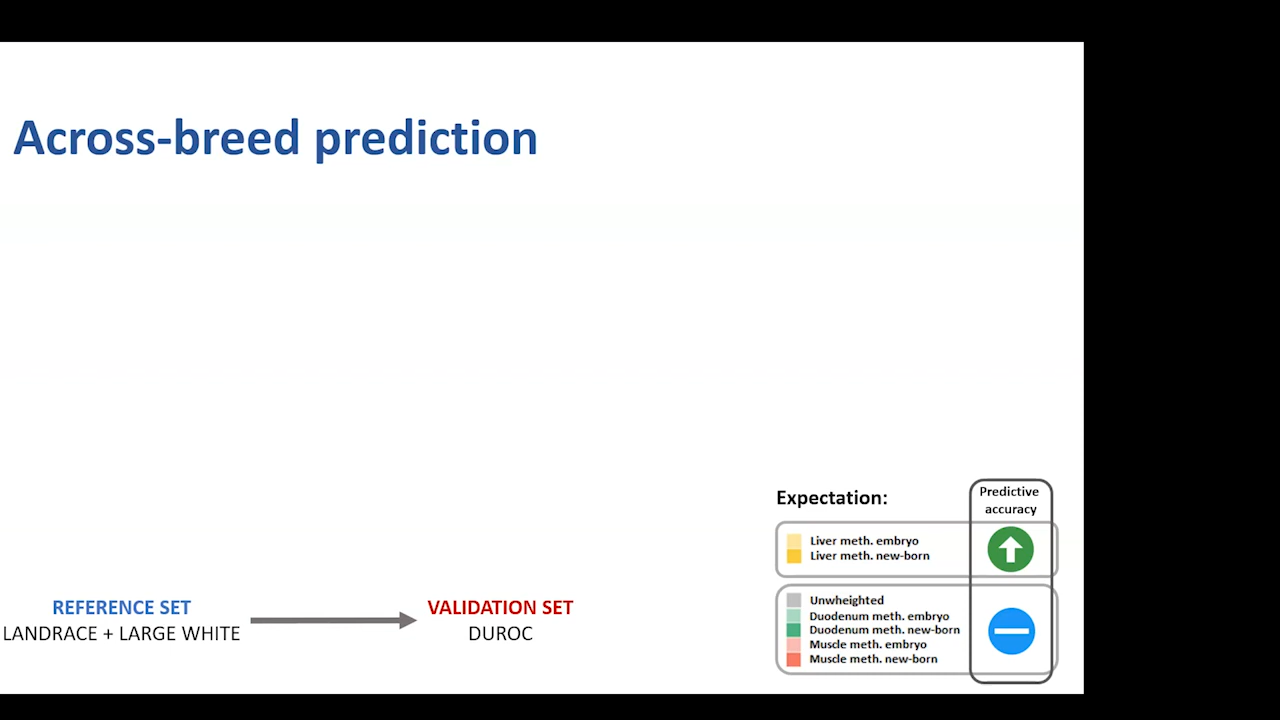 Across-breed prediction
Expectation:
Predictive
accuracy
Liver meth. embryo
Liver meth. new-born
Unwheighted
Duodenum meth. embryo
Duodenum meth. new-born
Muscle meth. embryo
Muscle meth. new-born
REFERENCE SET
LANDRACE + LARGE WHITE
VALIDATION SET
DUROC